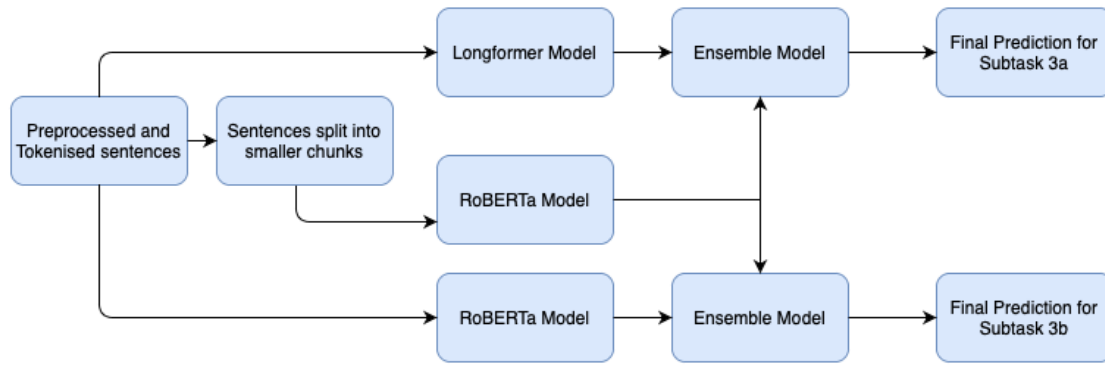 Longformer Model
Ensemble Model
Final Prediction for
Subtask 3a
Preprocessed and
Tokenised sentences
Sentences split into
smaller chunks
RoBERTa Model
RoBERTa Model
Ensemble Model
Final Prediction for
Subtask 3b